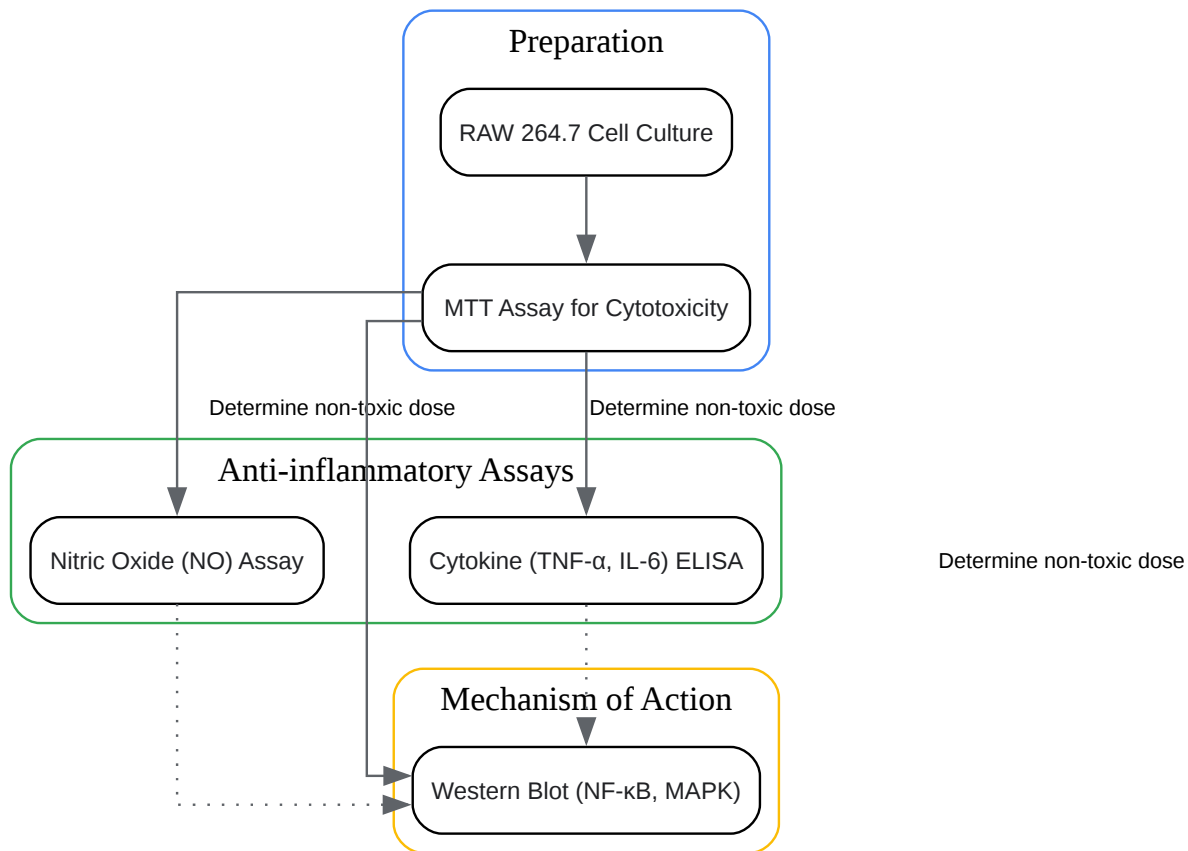 Preparation
RAW 264.7 Cell Culture
MTT Assay for Cytotoxicity
Determine non-toxic dose
Determine non-toxic dose
Anti-inflammatory Assays
Nitric Oxide (NO) Assay
Cytokine (TNF-α, IL-6) ELISA
Determine non-toxic dose
Mechanism of Action
Western Blot (NF-κB, MAPK)